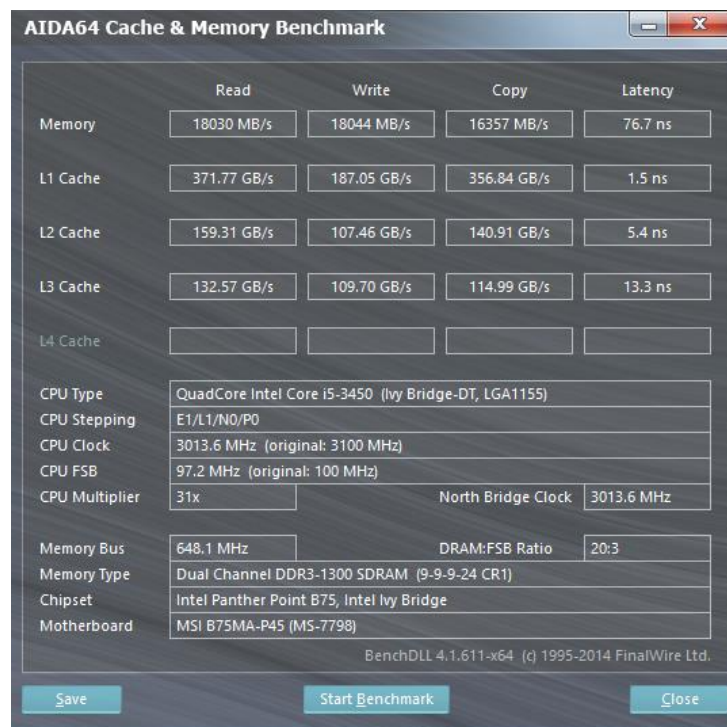 AIDA64 Cache & Memory Benchmark
Read Write Copy Latency
Memory 18030 MB/s 18044 MB/s 16357 MB/s 76.7 ns
L1 Cache 371.77 GB/s 187.05 GB/s 356.84 GB/s 1.5 ns
L2 Cache 159.31 GB/s 107.46 GB/s 140.91 GB/s 5.4 ns
L3 Cache 132.57 GB/s 109.70 GB/s 114.99 GB/s 13.3 ns
L4 Cache
CPU Type QuadCore Intel Core i5-3450 (Ivy Bridge-DT, LGA1155)
CPU Stepping E1/L1/N0/P0
CPU Clock 3013.6 MHz (original: 3100 MHz)
CPU FSB 97.2 MHz (original: 100 MHz)
CPU Multiplier 31x North Bridge Clock 3013.6 MHz
Memory Bus 648.1 MHz DRAM:FSB Ratio 20:3
Memory Type Dual Channel DDR3-1300 SDRAM (9-9-9-24 CR1)
Chipset Intel Panther Point B75, Intel Ivy Bridge
Motherboard MSI B75MA-P45 (MS-7798)
BenchDLL 4.1.611-x64 (c) 1995-2014 FinalWire Ltd.
Save Start Benchmark Close